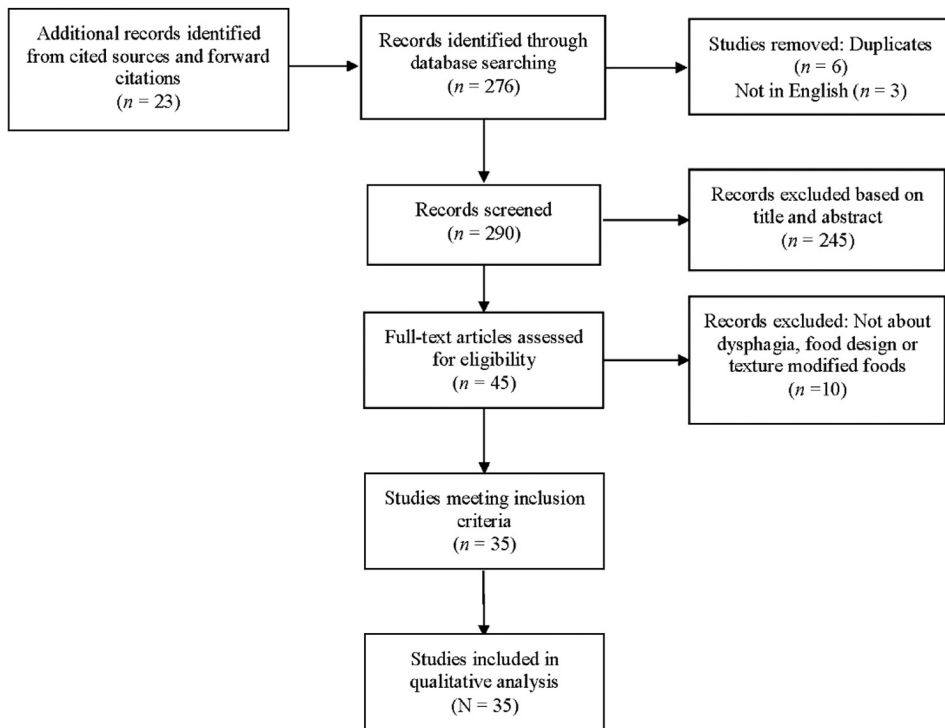 Additional records identified
from cited sources and forward
citations
(n = 23)
Records identified through
database searching
(n = 276)
Studies removed: Duplicates
(n = 6)
Not in English (n = 3)
Records screened
(n = 290)
Records excluded based on
title and abstract
(n = 245)
Full-text articles assessed
for eligibility
(n = 45)
Records excluded: Not about
dysphagia, food design or
texture modified foods
(n =10)
Studies meeting inclusion
criteria
(n = 35)
Studies included in
qualitative analysis
(N = 35)